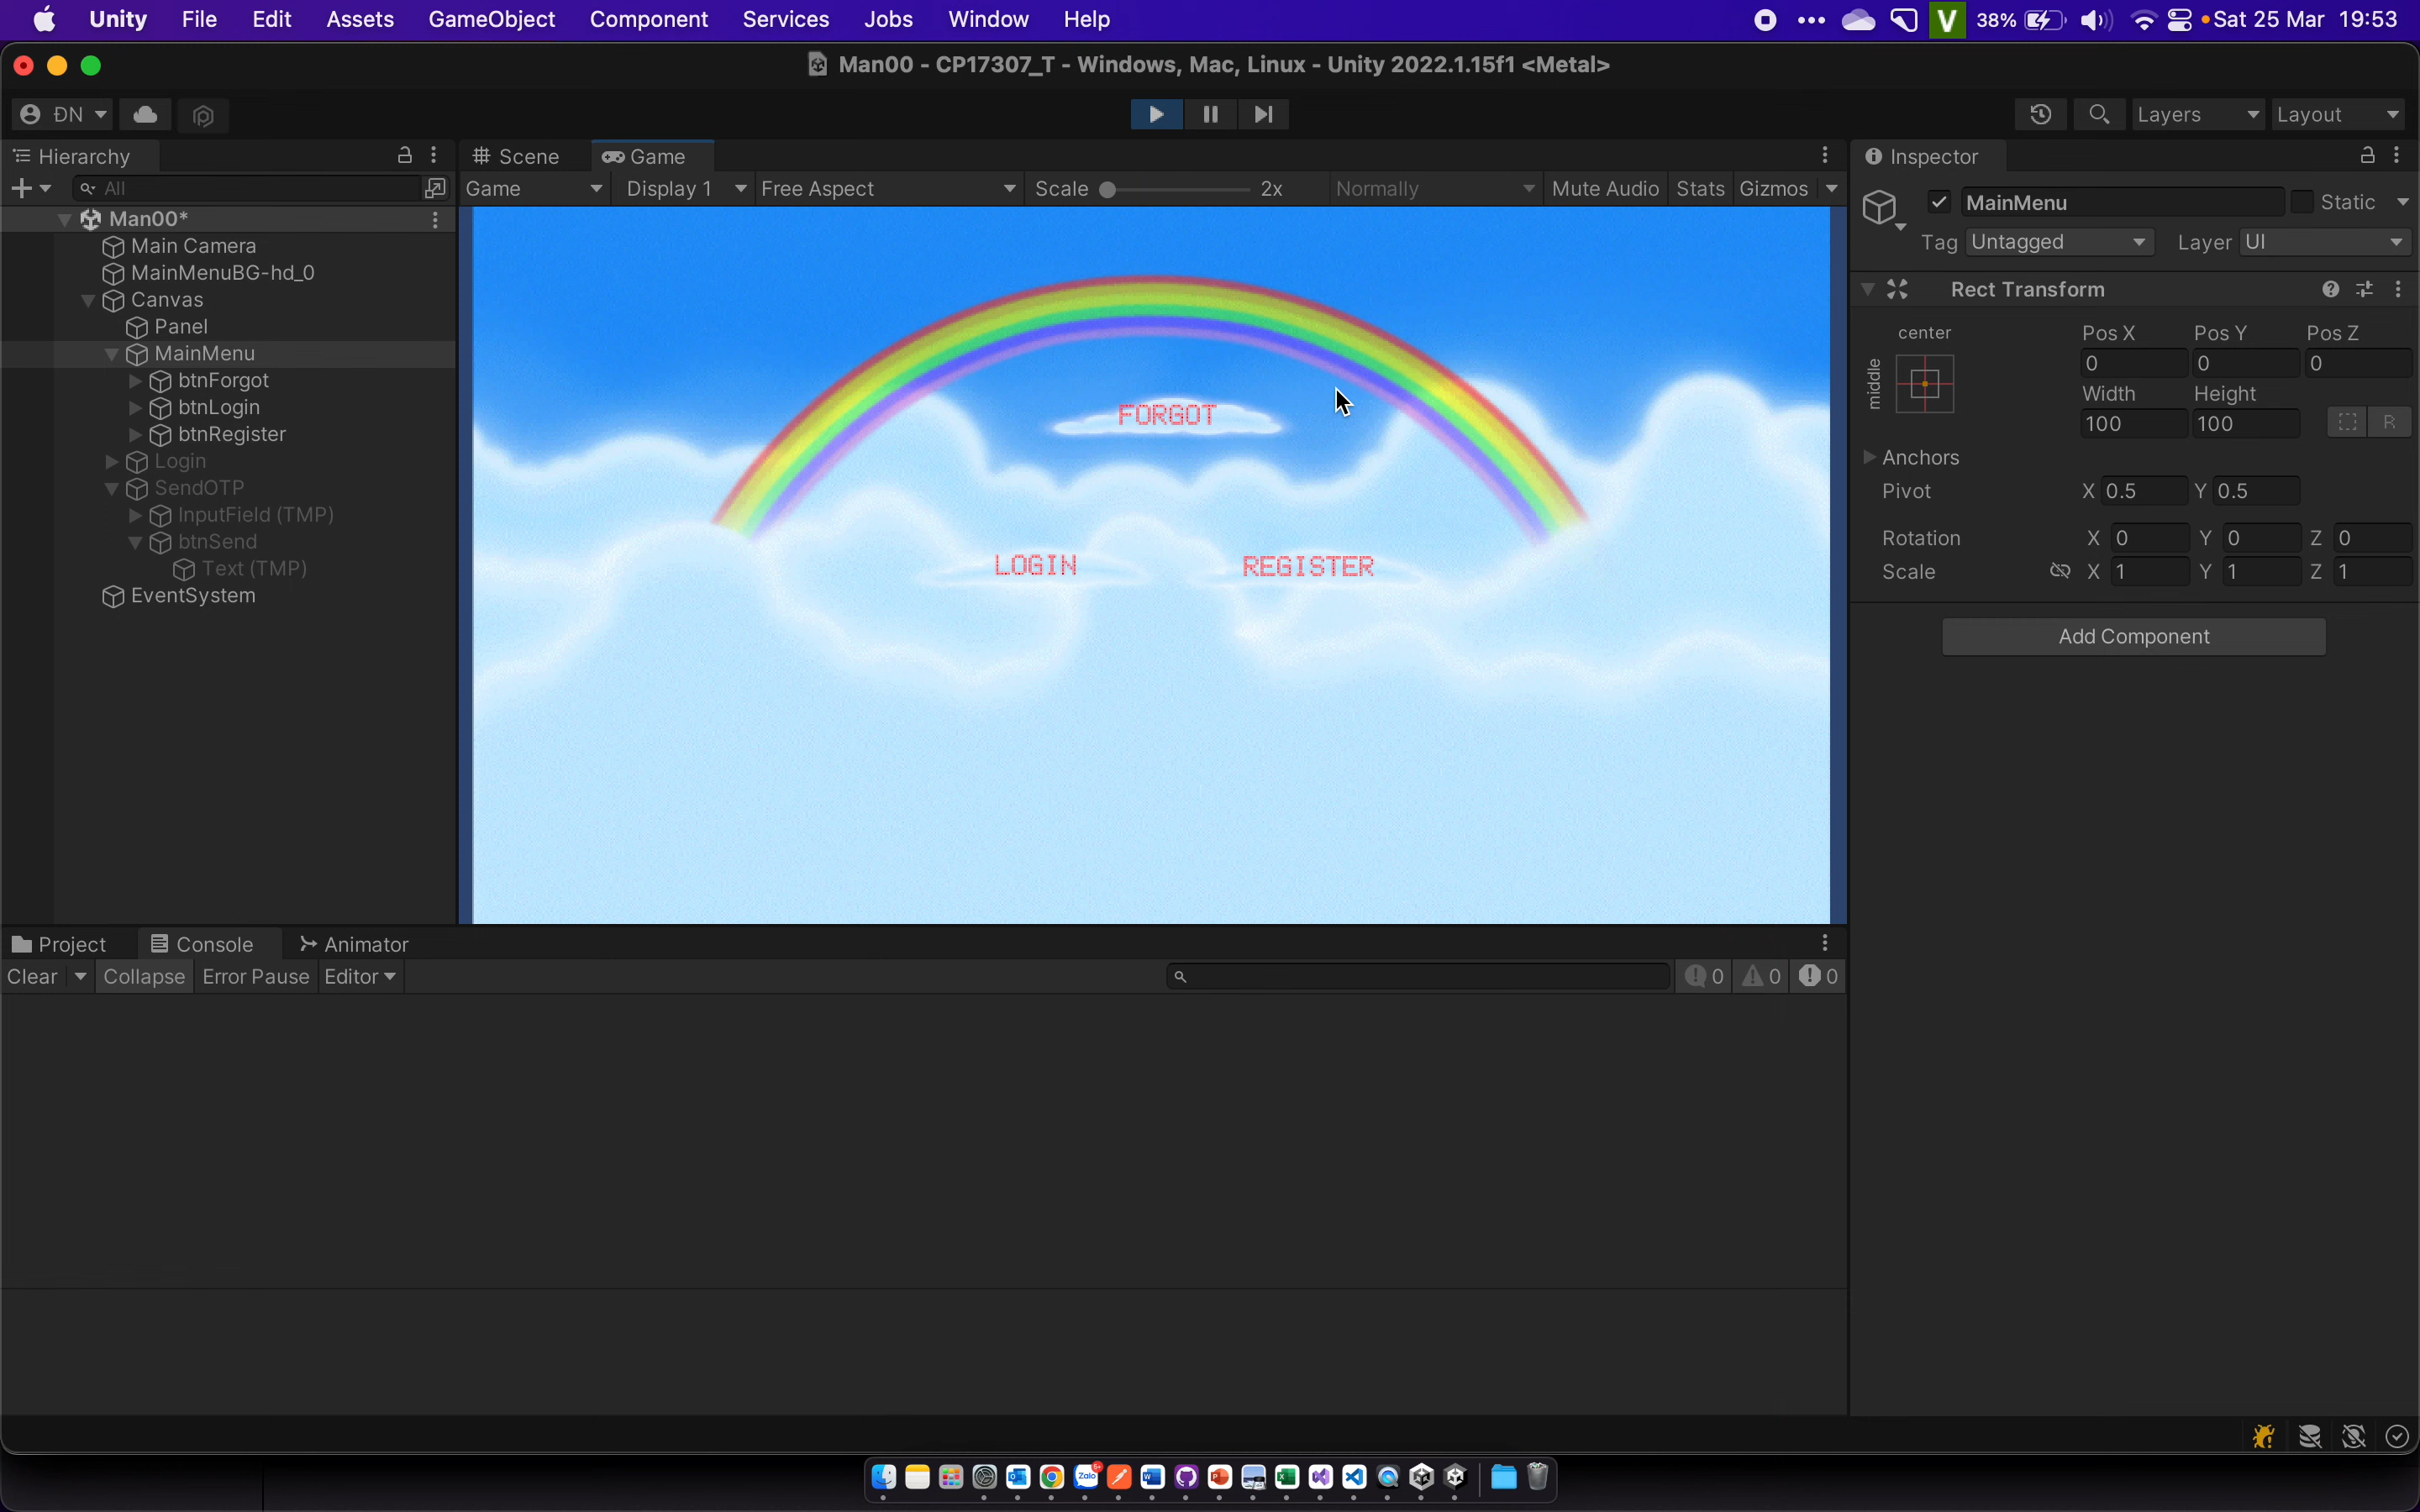 Unity File Edit Assets GameObject Component Services Jobs Window Help V 38% Sat 25 Mar 19:53
Man00 - CP17307_T - Windows, Mac, Linux - Unity 2022.1.15f1 <Metal>
ĐN Layers Layout
Hierarchy Scene Game Inspector
All Game Display 1 Free Aspect Scale 2x Normally Mute Audio Stats Gizmos
Man00*
Main Camera
MainMenuBG-hd_0
Canvas
Panel
MainMenu
btnForgot
btnLogin
btnRegister
Login
SendOTP
InputField (TMP)
btnSend
Text (TMP)
EventSystem
FORGOT
LOGIN REGISTER
MainMenu Static
Tag Untagged Layer UI
Rect Transform
center Pos X Pos Y Pos Z
middle 0 0 0
Width Height
100 100 R
Anchors
Pivot X 0.5 Y 0.5
Rotation X 0 Y 0 Z 0
Scale X 1 Y 1 Z 1
Add Component
Project Console Animator
Clear Collapse Error Pause Editor 0 0 0
Zalo 5+